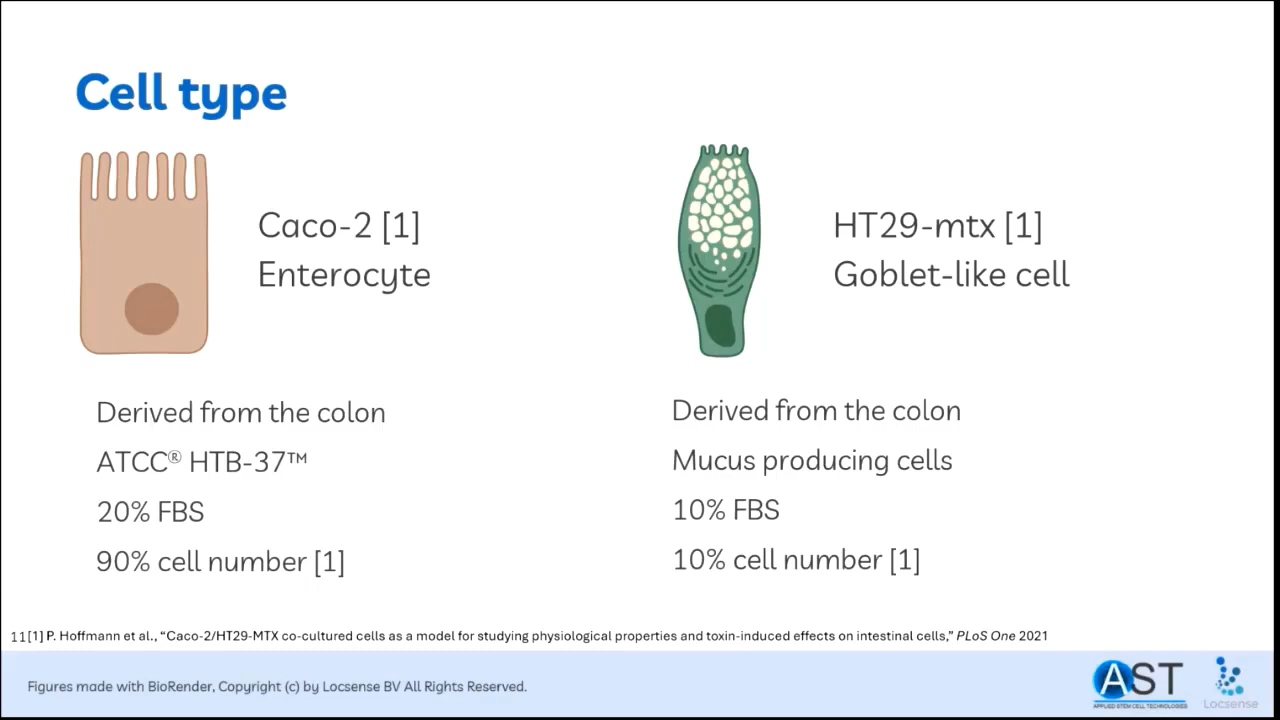 Cell type
Caco-2 [1]
Enterocyte
Derived from the colon
ATCC® HTB-37™
20% FBS
90% cell number [1]
HT29-mtx [1]
Goblet-like cell
Derived from the colon
Mucus producing cells
10% FBS
10% cell number [1]
11[1] P. Hoffmann et al., “Caco-2/HT29-MTX co-cultured cells as a model for studying physiological properties and toxin-induced effects on intestinal cells,” PLoS One 2021
Figures made with BioRender, Copyright (c) by Locsense BV All Rights Reserved.
AST
APPLIED STEM CELL TECHNOLOGIES
Locsense